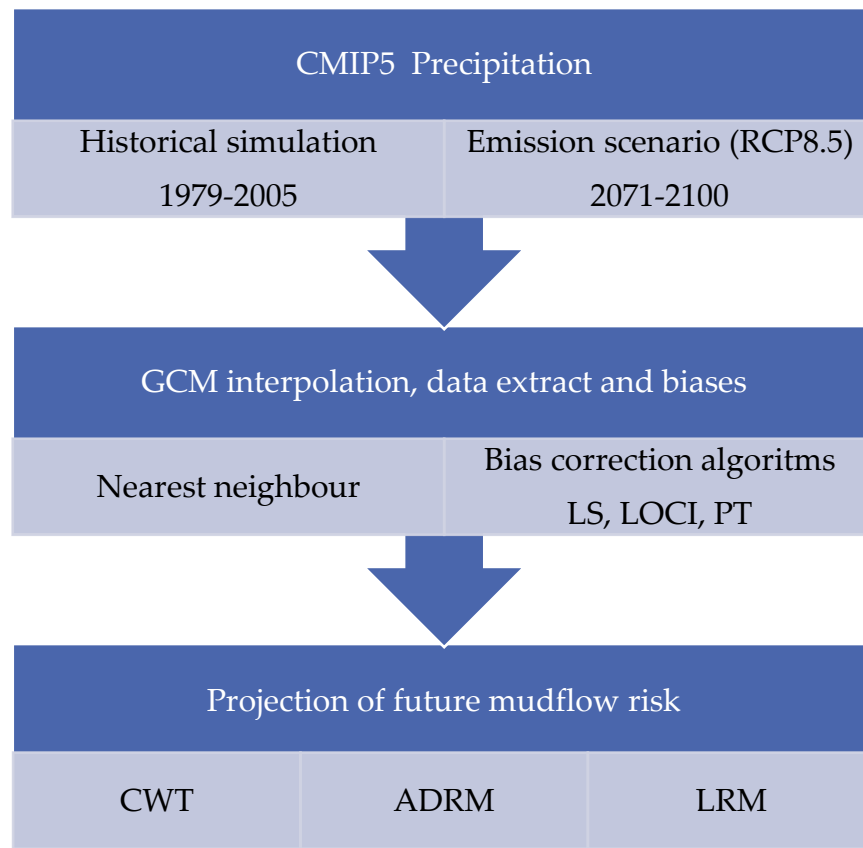 CMIP5 Precipitation
Historical simulation
1979-2005
Emission scenario (RCP8.5)
2071-2100
GCM interpolation, data extract and biases
Nearest neighbour
Bias correction algoritms
LS, LOCI, PT
Projection of future mudflow risk
CWT
ADRM
LRM